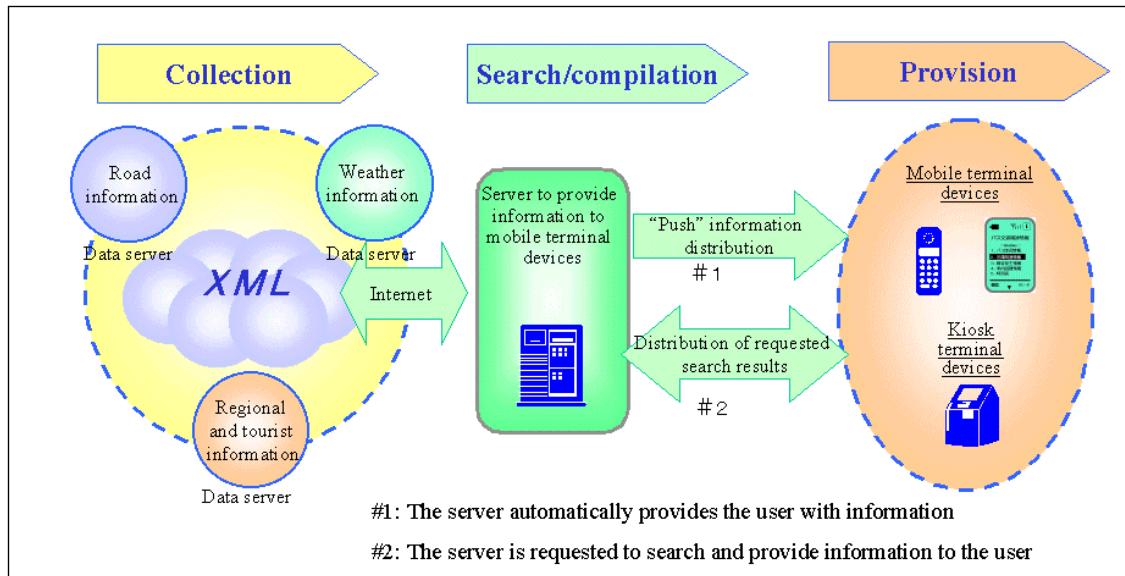 Collection
Search/compilation
Provision
Road
information
Data server
Weather
information
Data server
XML
Internet
Regional
and tourist
information
Data server
Server to provide
information to
mobile terminal
devices
“Push” information
distribution
#1
Distribution of requested
search results
#2
Mobile terminal
devices
Kiosk
terminal
devices
#1: The server automatically provides the user with information
#2: The server is requested to search and provide information to the user